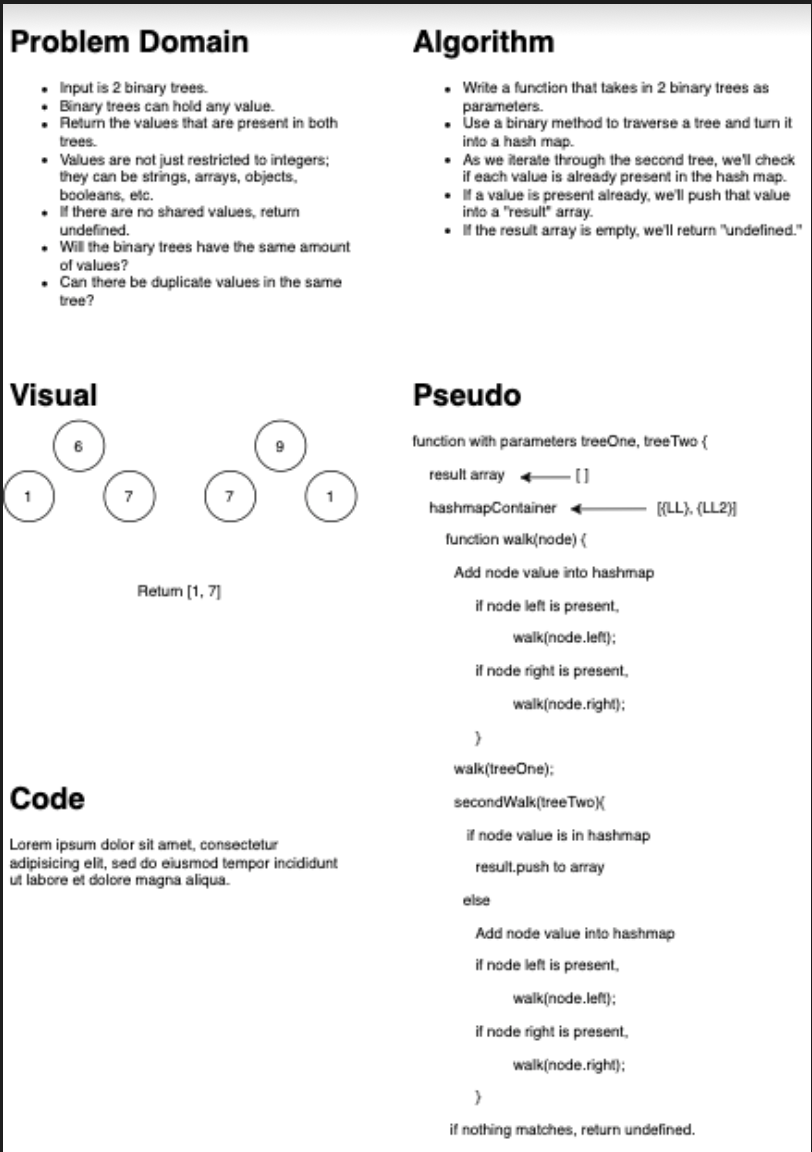 Problem Domain
• Input is 2 binary trees.
• Binary trees can hold any value.
• Return the values that are present in both
trees.
• Values are not just restricted to integers;
they can be strings, arrays, objects,
booleans, etc.
• If there are no shared values, return
undefined.
• Will the binary trees have the same amount
of values?
• Can there be duplicate values in the same
tree?
Algorithm
• Write a function that takes in 2 binary trees as
parameters.
• Use a binary method to traverse a tree and turn it
into a hash map.
• As we iterate through the second tree, we'll check
if each value is already present in the hash map.
• If a value is present already, we'll push that value
into a "result" array.
• If the result array is empty, we'll return "undefined."
Visual
6 9
1 7 7 1
Return [1, 7]
Code
Lorem ipsum dolor sit amet, consectetur
adipisicing elit, sed do eiusmod tempor incididunt
ut labore et dolore magna aliqua.
Pseudo
function with parameters treeOne, treeTwo {
result array [ ]
hashmapContainer [{LL}, {LL2}]
function walk(node) {
Add node value into hashmap
if node left is present,
walk(node.left);
if node right is present,
walk(node.right);
}
walk(treeOne);
secondWalk(treeTwo){
if node value is in hashmap
result.push to array
else
Add node value into hashmap
if node left is present,
walk(node.left);
if node right is present,
walk(node.right);
}
if nothing matches, return undefined.